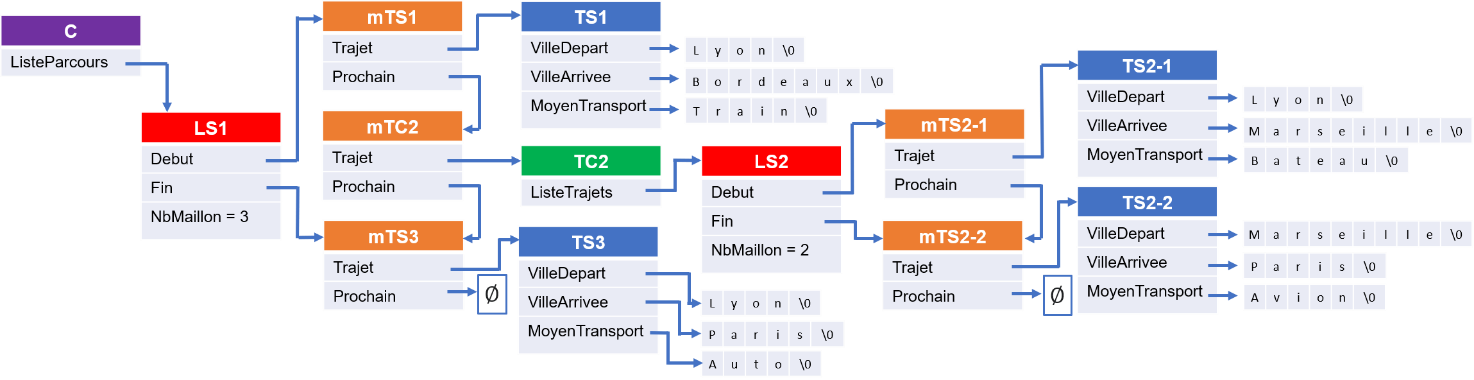 C
ListeParcours
LS1
Debut
Fin
NbMaillon = 3
mTS1
Trajet
Prochain
mTC2
Trajet
Prochain
mTS3
Trajet
Prochain
Ø
TS1
VilleDepart
L y o n \0
VilleArrivee
B o r d e a u x \0
MoyenTransport
T r a i n \0
TC2
ListeTrajets
TS3
VilleDepart
L y o n \0
VilleArrivee
P a r i s \0
MoyenTransport
A u t o \0
LS2
Debut
Fin
NbMaillon = 2
mTS2-1
Trajet
Prochain
mTS2-2
Trajet
Prochain
Ø
TS2-1
VilleDepart
L y o n \0
VilleArrivee
M a r s e i l l e \0
MoyenTransport
B a t e a u \0
TS2-2
VilleDepart
M a r s e i l l e \0
VilleArrivee
P a r i s \0
MoyenTransport
A v i o n \0